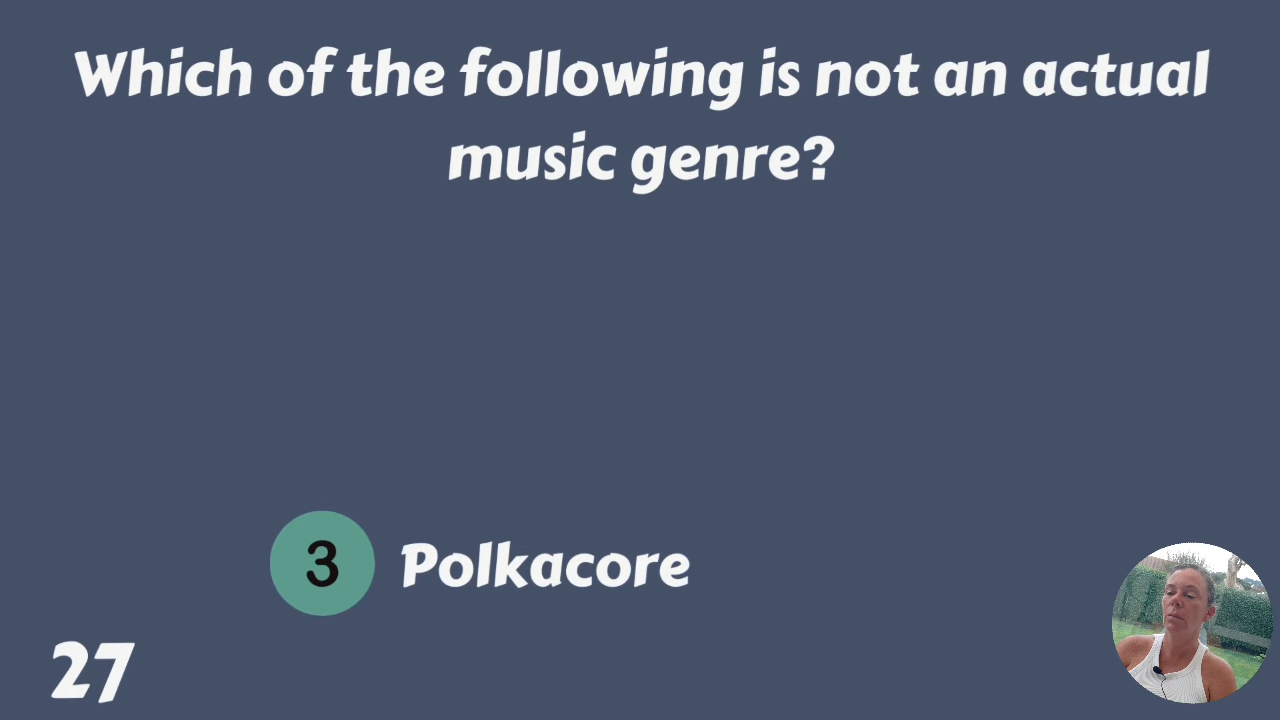 Which of the following is not an actual
music genre?
3 Polkacore
27